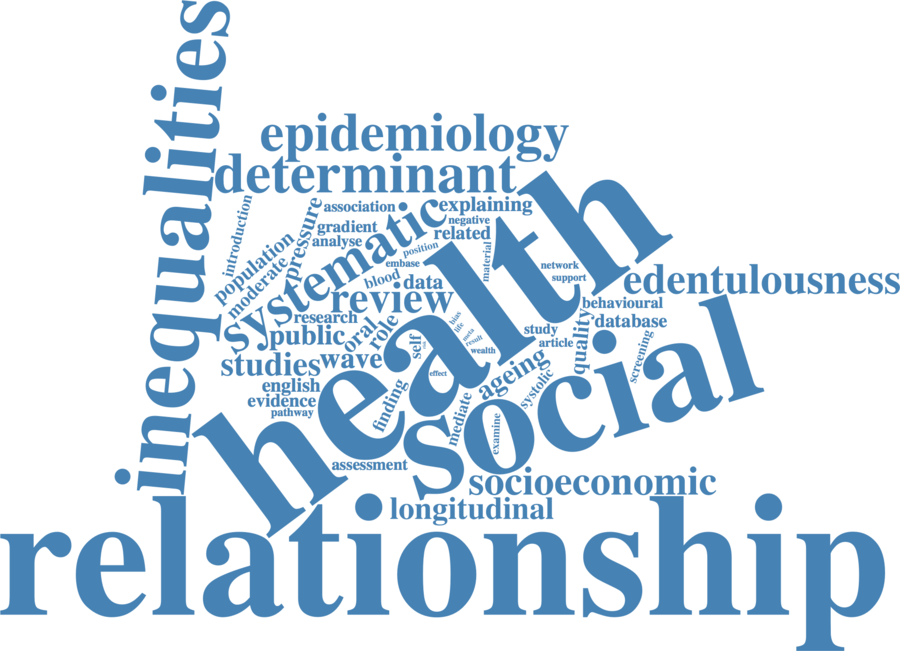 inequalities
epidemiology
determinant
introduction
population
moderate
pressure
association
gradient
analyse
systematic
explaining
negative
related
position
embase
blood
data
material
health
network
support
edentulousness
behavioural
database
review
research
public
oral
role
self
bias
life
meta
result
wealth
study
article
quality
screening
studies
wave
english
evidence
pathway
finding
effect
ageing
systolic
mediate
examine
social
assessment
socioeconomic
longitudinal
relationship